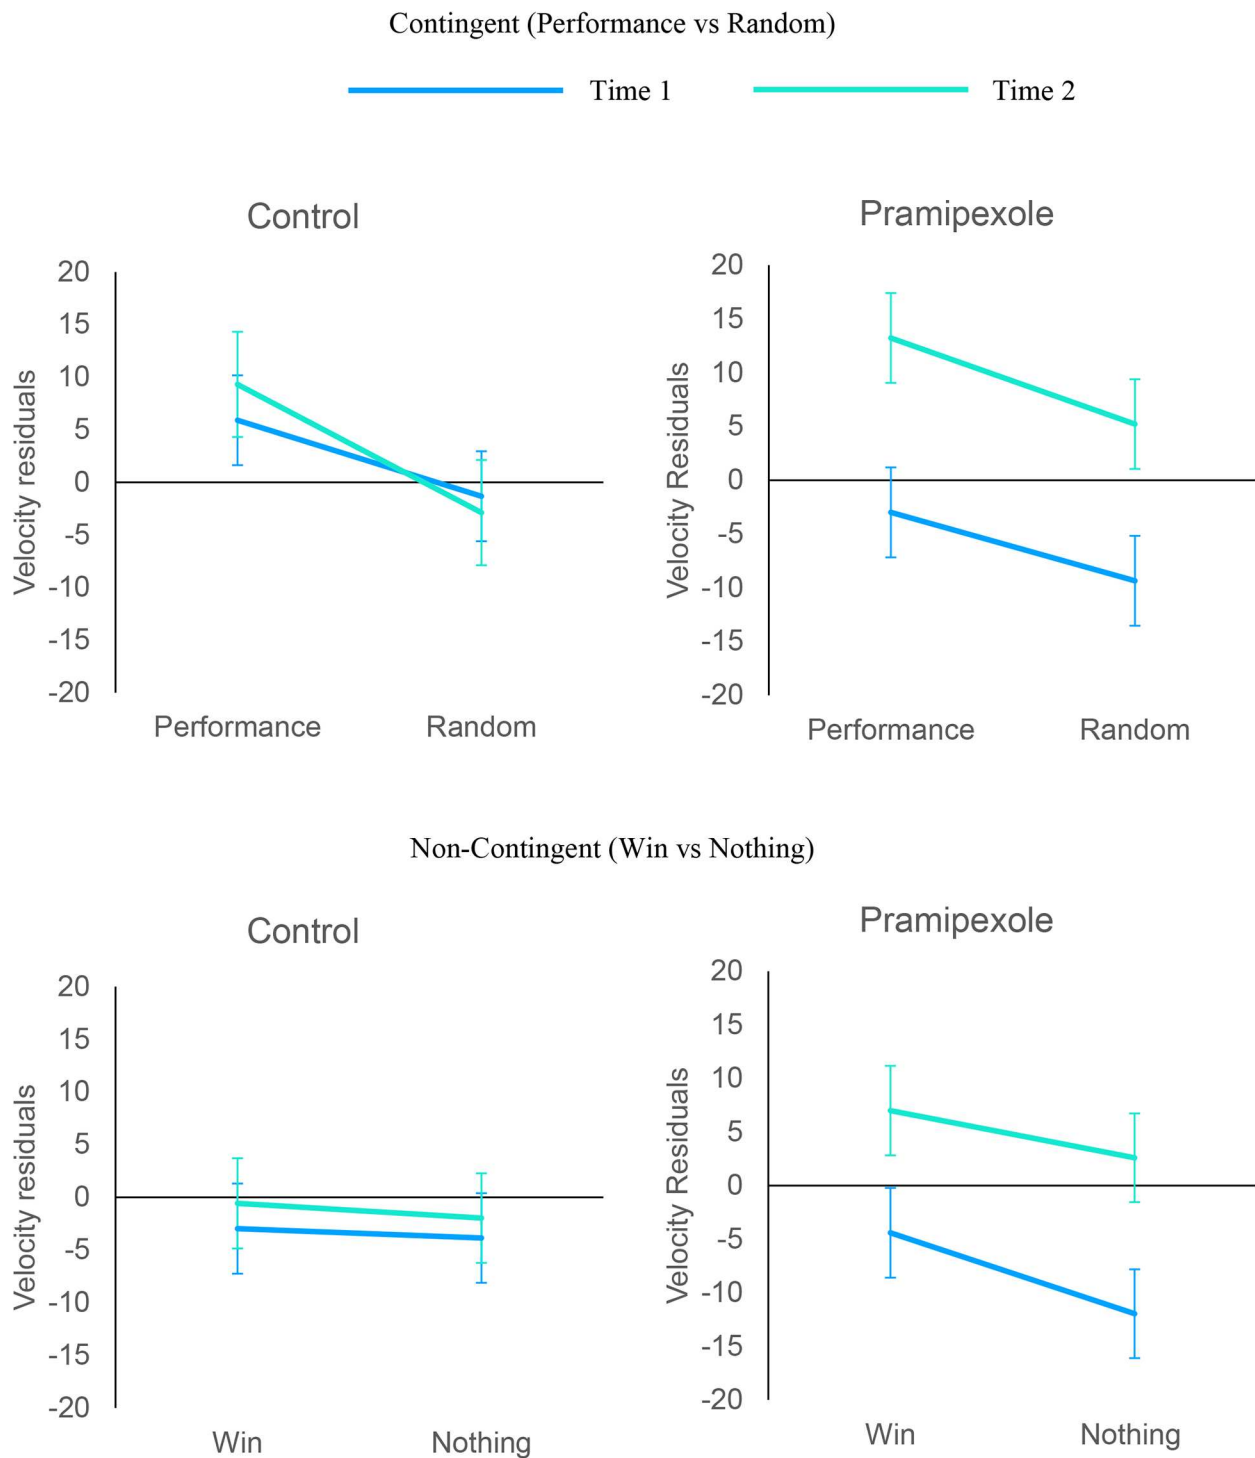 Contingent (Performance vs Random)
Time 1
Time 2
Control
Velocity residuals
20
15
10
5
0
-5
-10
-15
-20
Performance
Random
Pramipexole
Velocity Residuals
20
15
10
5
0
-5
-10
-15
-20
Performance
Random
Non-Contingent (Win vs Nothing)
Control
Velocity residuals
20
15
10
5
0
-5
-10
-15
-20
Win
Nothing
Pramipexole
Velocity Residuals
20
15
10
5
0
-5
-10
-15
-20
Win
Nothing